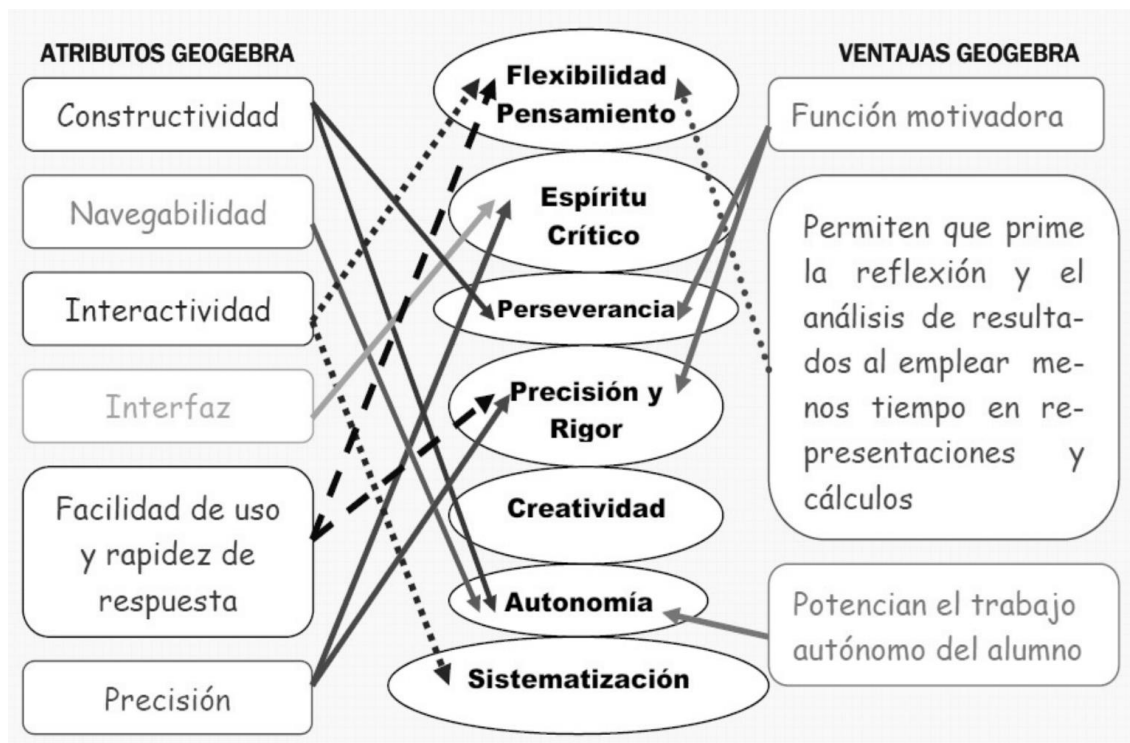 ATRIBUTOS GEOGEBRA
Constructividad
Navegabilidad
Interactividad
Interfaz
Facilidad de uso
y rapidez de
respuesta
Precisión
Flexibilidad
Pensamiento
Espíritu
Crítico
Perseverancia
Precisión y
Rigor
Creatividad
Autonomía
Sistematización
VENTAJAS GEOGEBRA
Función motivadora
Permiten que prime
la reflexión y el
análisis de resulta-
dos al emplear me-
nos tiempo en re-
presentaciones y
cálculos
Potencian el trabajo
autónomo del alumno